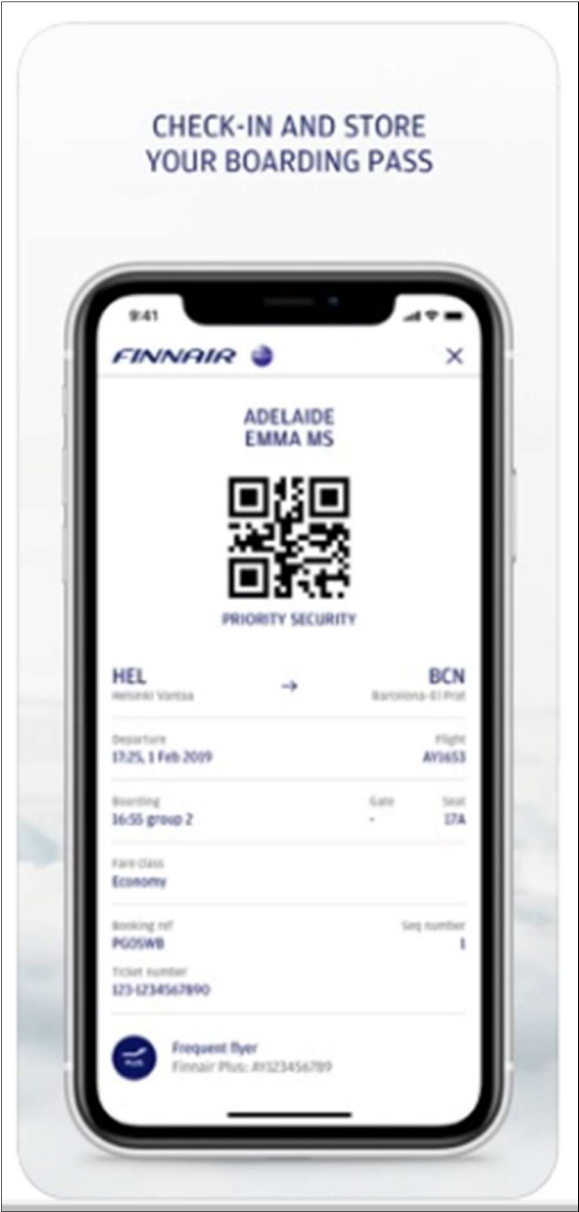 CHECK-IN AND STORE
YOUR BOARDING PASS
9:41
FINNAIR
ADELAIDE
EMMA MS
PRIORITY SECURITY
HEL → BCN
Helsinki Vantaa Barcelona-El Prat
Departure Flight
17:25, 1 Feb 2019 AY1653
Boarding Gate Seat
16:55 group 2 - 17A
Fare class
Economy
Booking ref Seq number
PGOSWB 1
Ticket number
123-1234567890
PLUS Frequent flyer
Finnair Plus: AY123456789